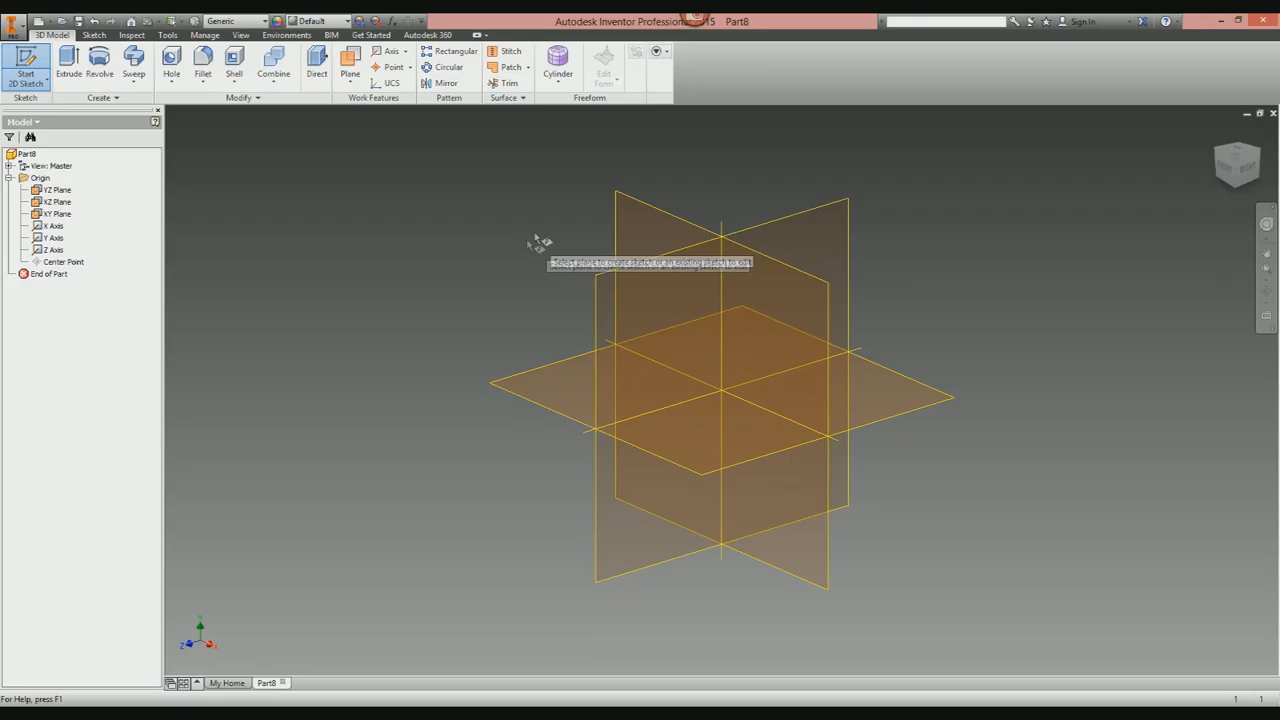 PRO
Generic
Default
Autodesk Inventor Professional
15 Part8
Sign In
3D Model Sketch Inspect Tools Manage View Environments BIM Get Started Autodesk 360
Start
2D Sketch
Extrude
Revolve
Sweep
Hole
Fillet
Shell
Combine
Direct
Plane
Axis
Point
UCS
Rectangular
Circular
Mirror
Stitch
Patch
Trim
Cylinder
Edit
Form
Sketch
Create
Modify
Work Features
Pattern
Surface
Freeform
Model
Part8
View: Master
Origin
YZ Plane
XZ Plane
XY Plane
X Axis
Y Axis
Z Axis
Center Point
End of Part
Select plane to create sketch or an existing sketch to edit
Y
Z
X
My Home
Part8
For Help, press F1
1 1